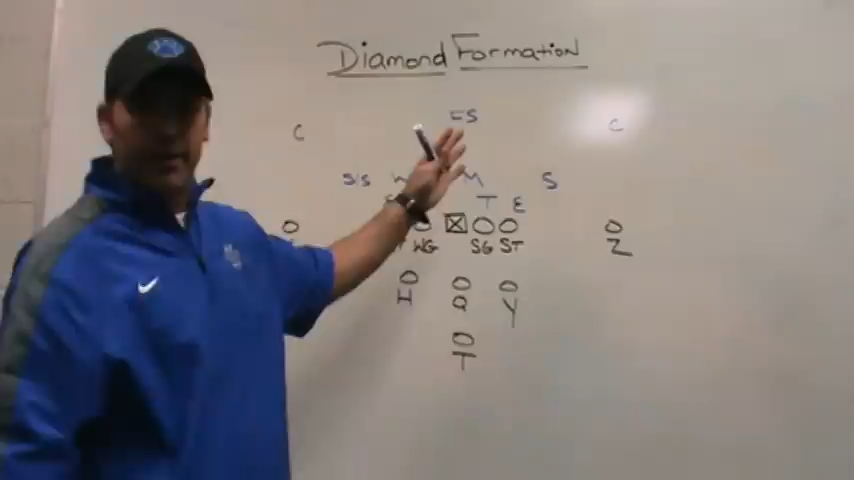 Diamond Formation
FS
C C
S/S W M S
T E
WG SG ST Z
H Q Y
T